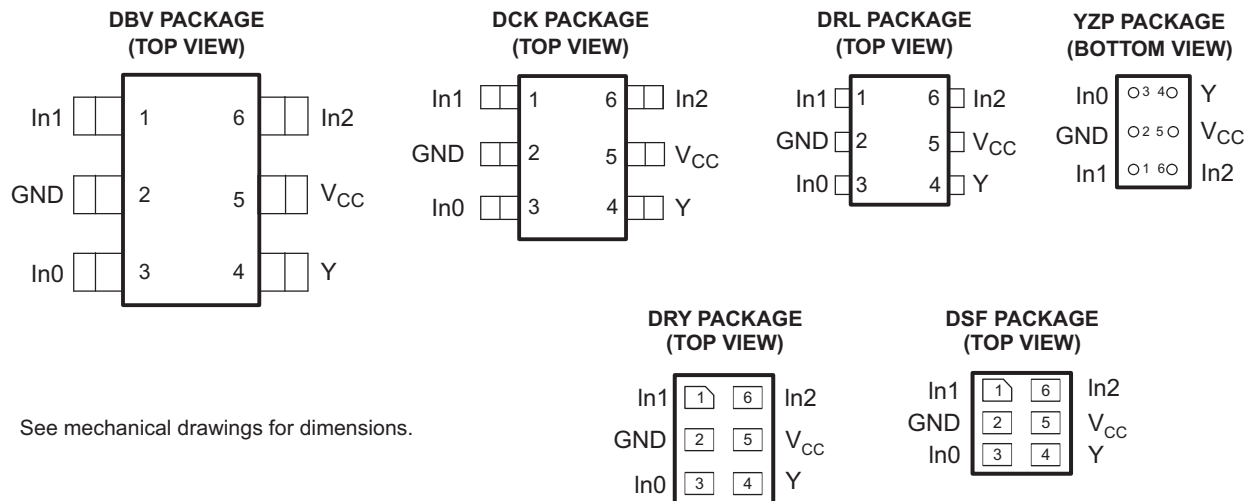 DBV PACKAGE
(TOP VIEW)
In1 1 6 In2
GND 2 5 VCC
In0 3 4 Y
DCK PACKAGE
(TOP VIEW)
In1 1 6 In2
GND 2 5 VCC
In0 3 4 Y
DRL PACKAGE
(TOP VIEW)
In1 1 6 In2
GND 2 5 VCC
In0 3 4 Y
YZP PACKAGE
(BOTTOM VIEW)
In0 3 4 Y
GND 2 5 VCC
In1 1 6 In2
See mechanical drawings for dimensions.
DRY PACKAGE
(TOP VIEW)
In1 1 6 In2
GND 2 5 VCC
In0 3 4 Y
DSF PACKAGE
(TOP VIEW)
In1 1 6 In2
GND 2 5 VCC
In0 3 4 Y